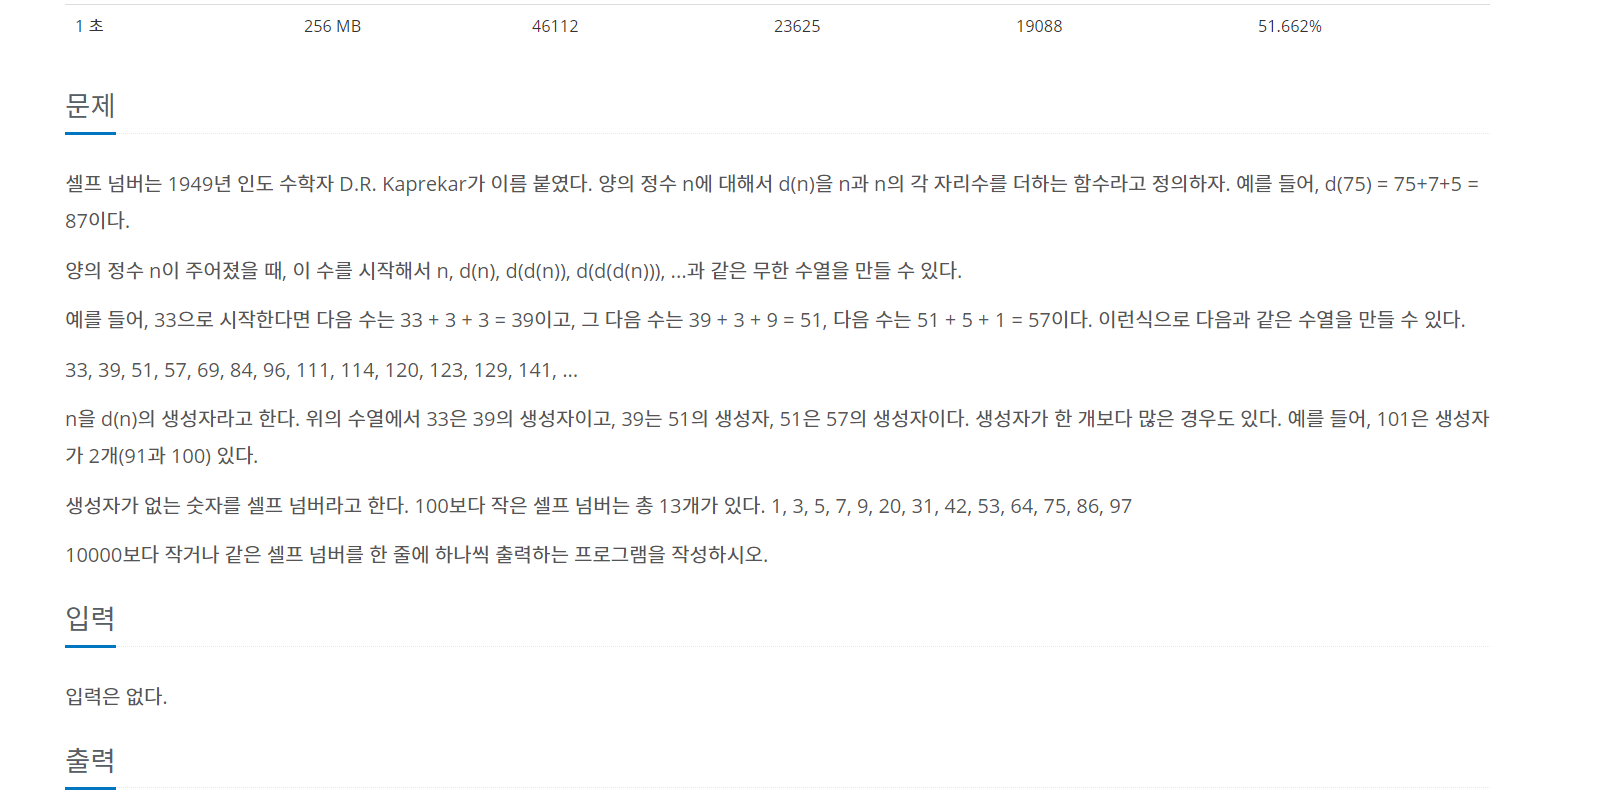 1 초 256 MB 46112 23625 19088 51.662%
문제
셀프 넘버는 1949년 인도 수학자 D.R. Kaprekar가 이름 붙였다. 양의 정수 n에 대해서 d(n)을 n과 n의 각 자리수를 더하는 함수라고 정의하자. 예를 들어, d(75) = 75+7+5 =
87이다.
양의 정수 n이 주어졌을 때, 이 수를 시작해서 n, d(n), d(d(n)), d(d(d(n))), ...과 같은 무한 수열을 만들 수 있다.
예를 들어, 33으로 시작한다면 다음 수는 33 + 3 + 3 = 39이고, 그 다음 수는 39 + 3 + 9 = 51, 다음 수는 51 + 5 + 1 = 57이다. 이런식으로 다음과 같은 수열을 만들 수 있다.
33, 39, 51, 57, 69, 84, 96, 111, 114, 120, 123, 129, 141, ...
n을 d(n)의 생성자라고 한다. 위의 수열에서 33은 39의 생성자이고, 39는 51의 생성자, 51은 57의 생성자이다. 생성자가 한 개보다 많은 경우도 있다. 예를 들어, 101은 생성자
가 2개(91과 100) 있다.
생성자가 없는 숫자를 셀프 넘버라고 한다. 100보다 작은 셀프 넘버는 총 13개가 있다. 1, 3, 5, 7, 9, 20, 31, 42, 53, 64, 75, 86, 97
10000보다 작거나 같은 셀프 넘버를 한 줄에 하나씩 출력하는 프로그램을 작성하시오.
입력
입력은 없다.
출력